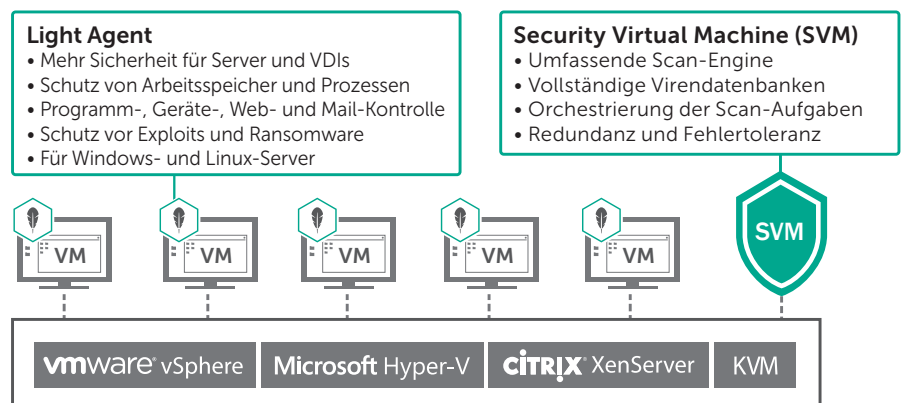 Light Agent
• Mehr Sicherheit für Server und VDIs
• Schutz von Arbeitsspeicher und Prozessen
• Programm-, Geräte-, Web- und Mail-Kontrolle
• Schutz vor Exploits und Ransomware
• Für Windows- und Linux-Server
Security Virtual Machine (SVM)
• Umfassende Scan-Engine
• Vollständige Virendatenbanken
• Orchestrierung der Scan-Aufgaben
• Redundanz und Fehlertoleranz
VM
VM
VM
VM
VM
SVM
vmware® vSphere
Microsoft Hyper-V
CITRIX® XenServer
KVM